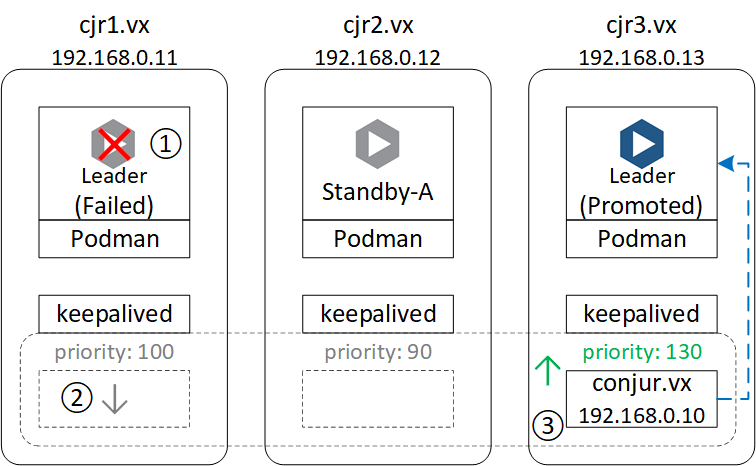 cjr1.vx
192.168.0.11
cjr2.vx
192.168.0.12
cjr3.vx
192.168.0.13
①
Leader
(Failed)
Podman
Standby-A
Podman
Leader
(Promoted)
Podman
keepalived
keepalived
keepalived
priority: 100
priority: 90
priority: 130
②
③
conjur.vx
192.168.0.10